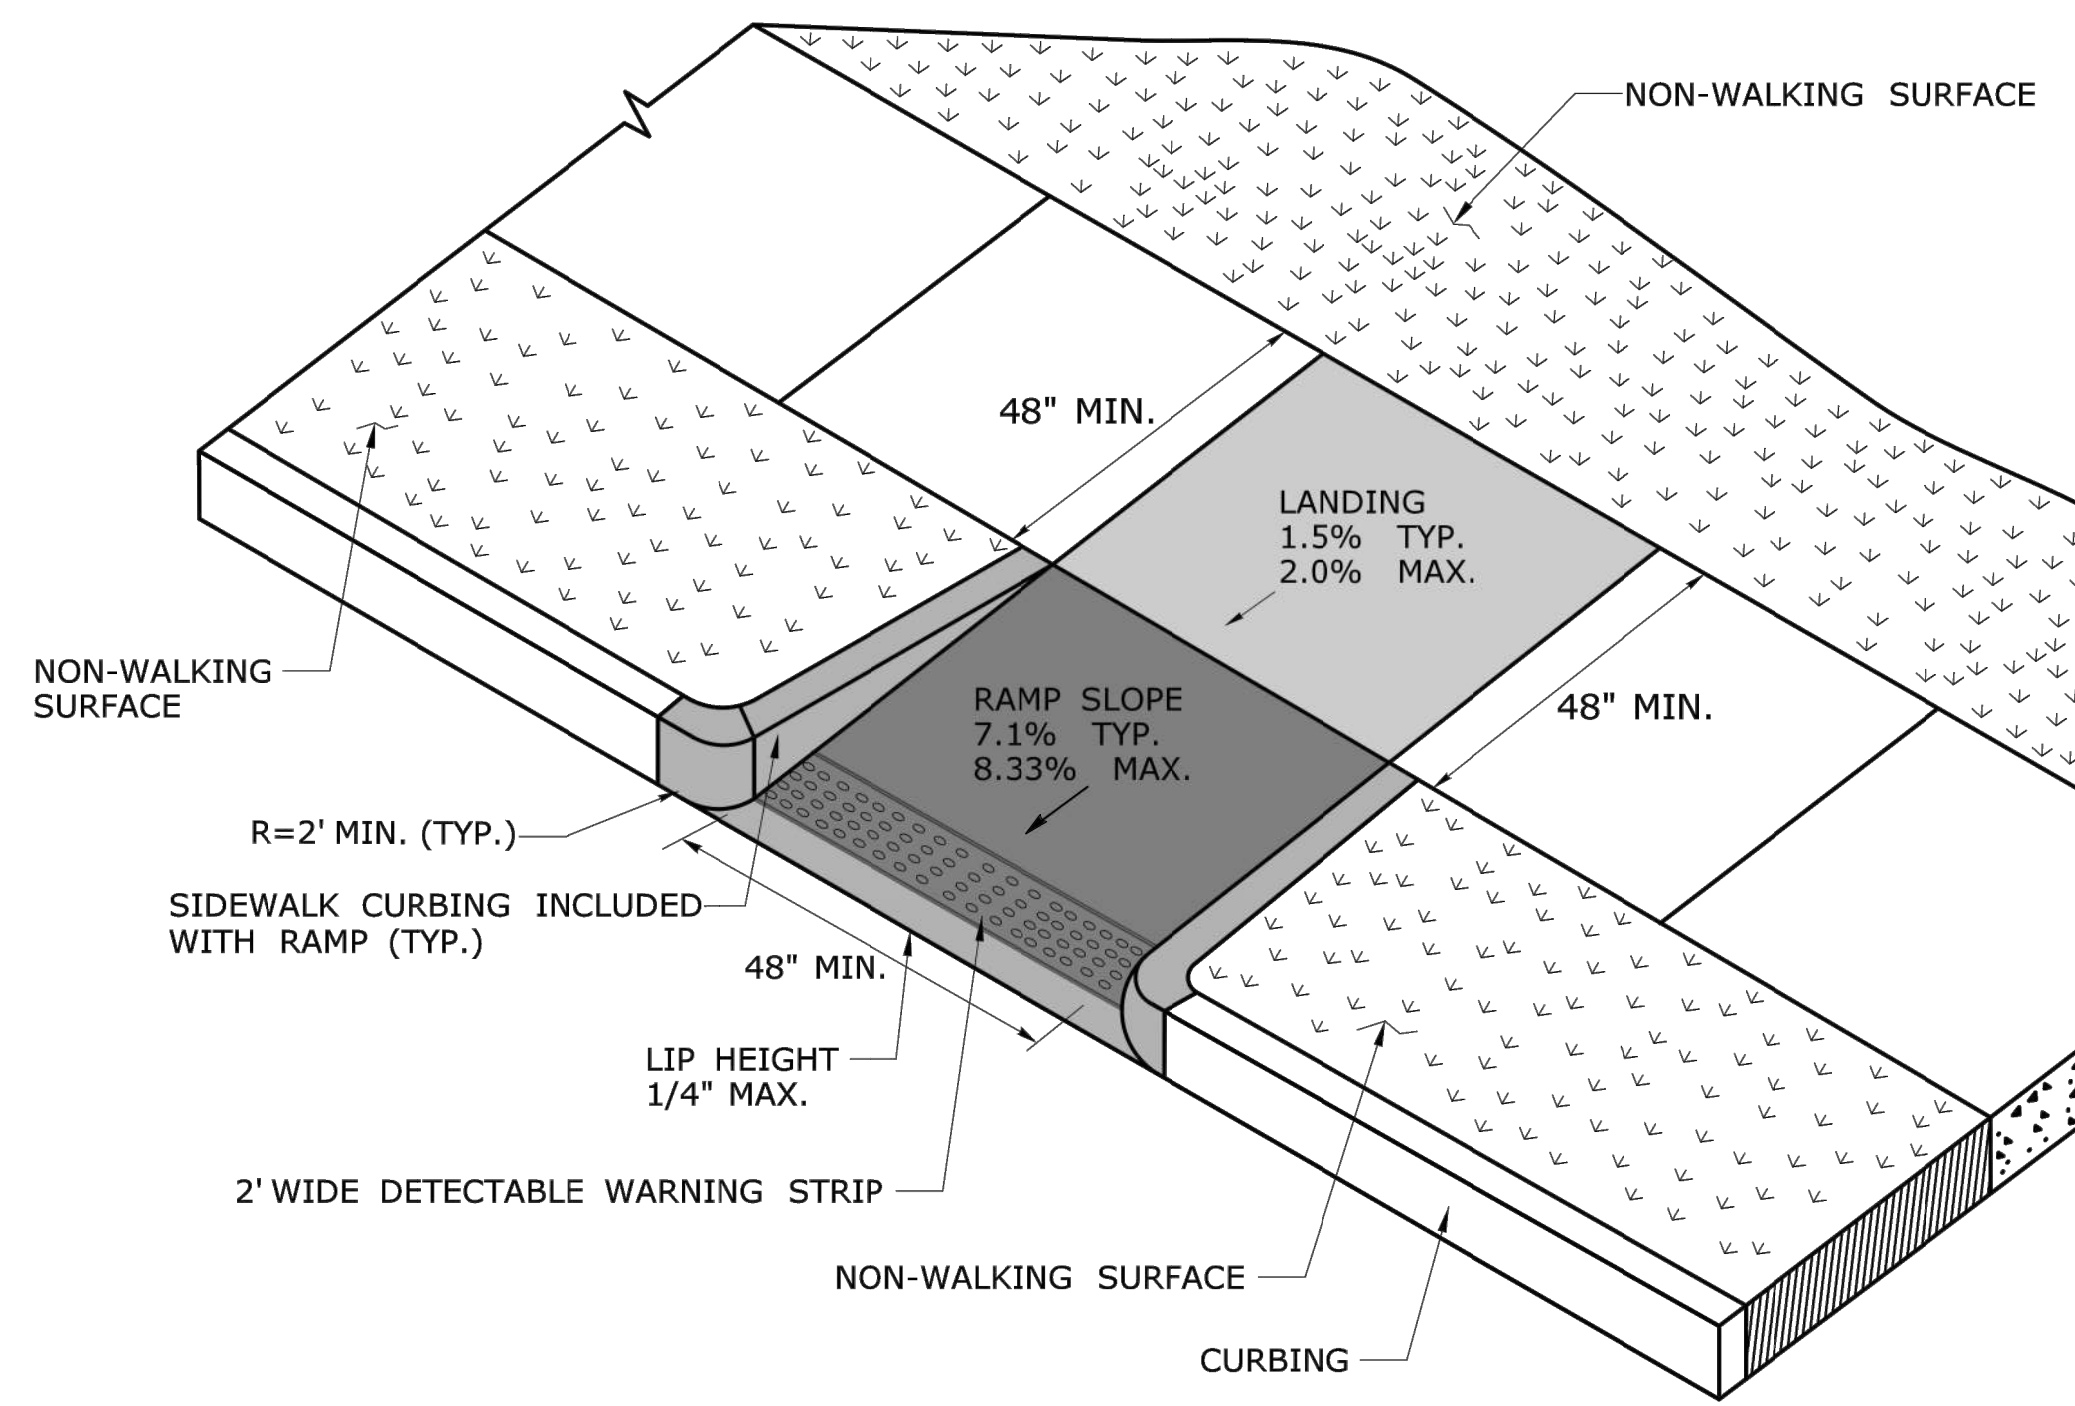 NON-WALKING SURFACE
48" MIN.
LANDING
1.5% TYP.
2.0% MAX.
NON-WALKING
SURFACE
RAMP SLOPE
7.1% TYP.
8.33% MAX.
48" MIN.
R=2' MIN. (TYP.)
SIDEWALK CURBING INCLUDED
WITH RAMP (TYP.)
48" MIN.
LIP HEIGHT
1/4" MAX.
2' WIDE DETECTABLE WARNING STRIP
NON-WALKING SURFACE
CURBING